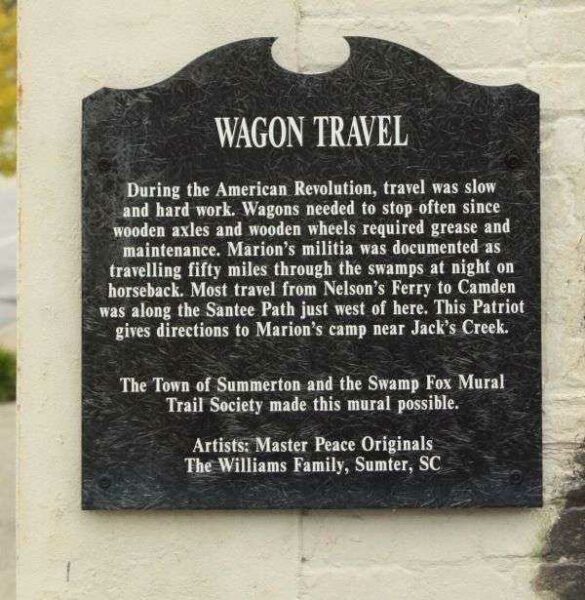 WAGON TRAVEL
During the American Revolution, travel was slow
and hard work. Wagons needed to stop often since
wooden axles and wooden wheels required grease and
maintenance. Marion's militia was documented as
travelling fifty miles through the swamps at night on
horseback. Most travel from Nelson's Ferry to Camden
was along the Santee Path just west of here. This Patriot
gives directions to Marion's camp near Jack's Creek.
The Town of Summerton and the Swamp Fox Mural
Trail Society made this mural possible.
Artists: Master Peace Originals
The Williams Family, Sumter, SC